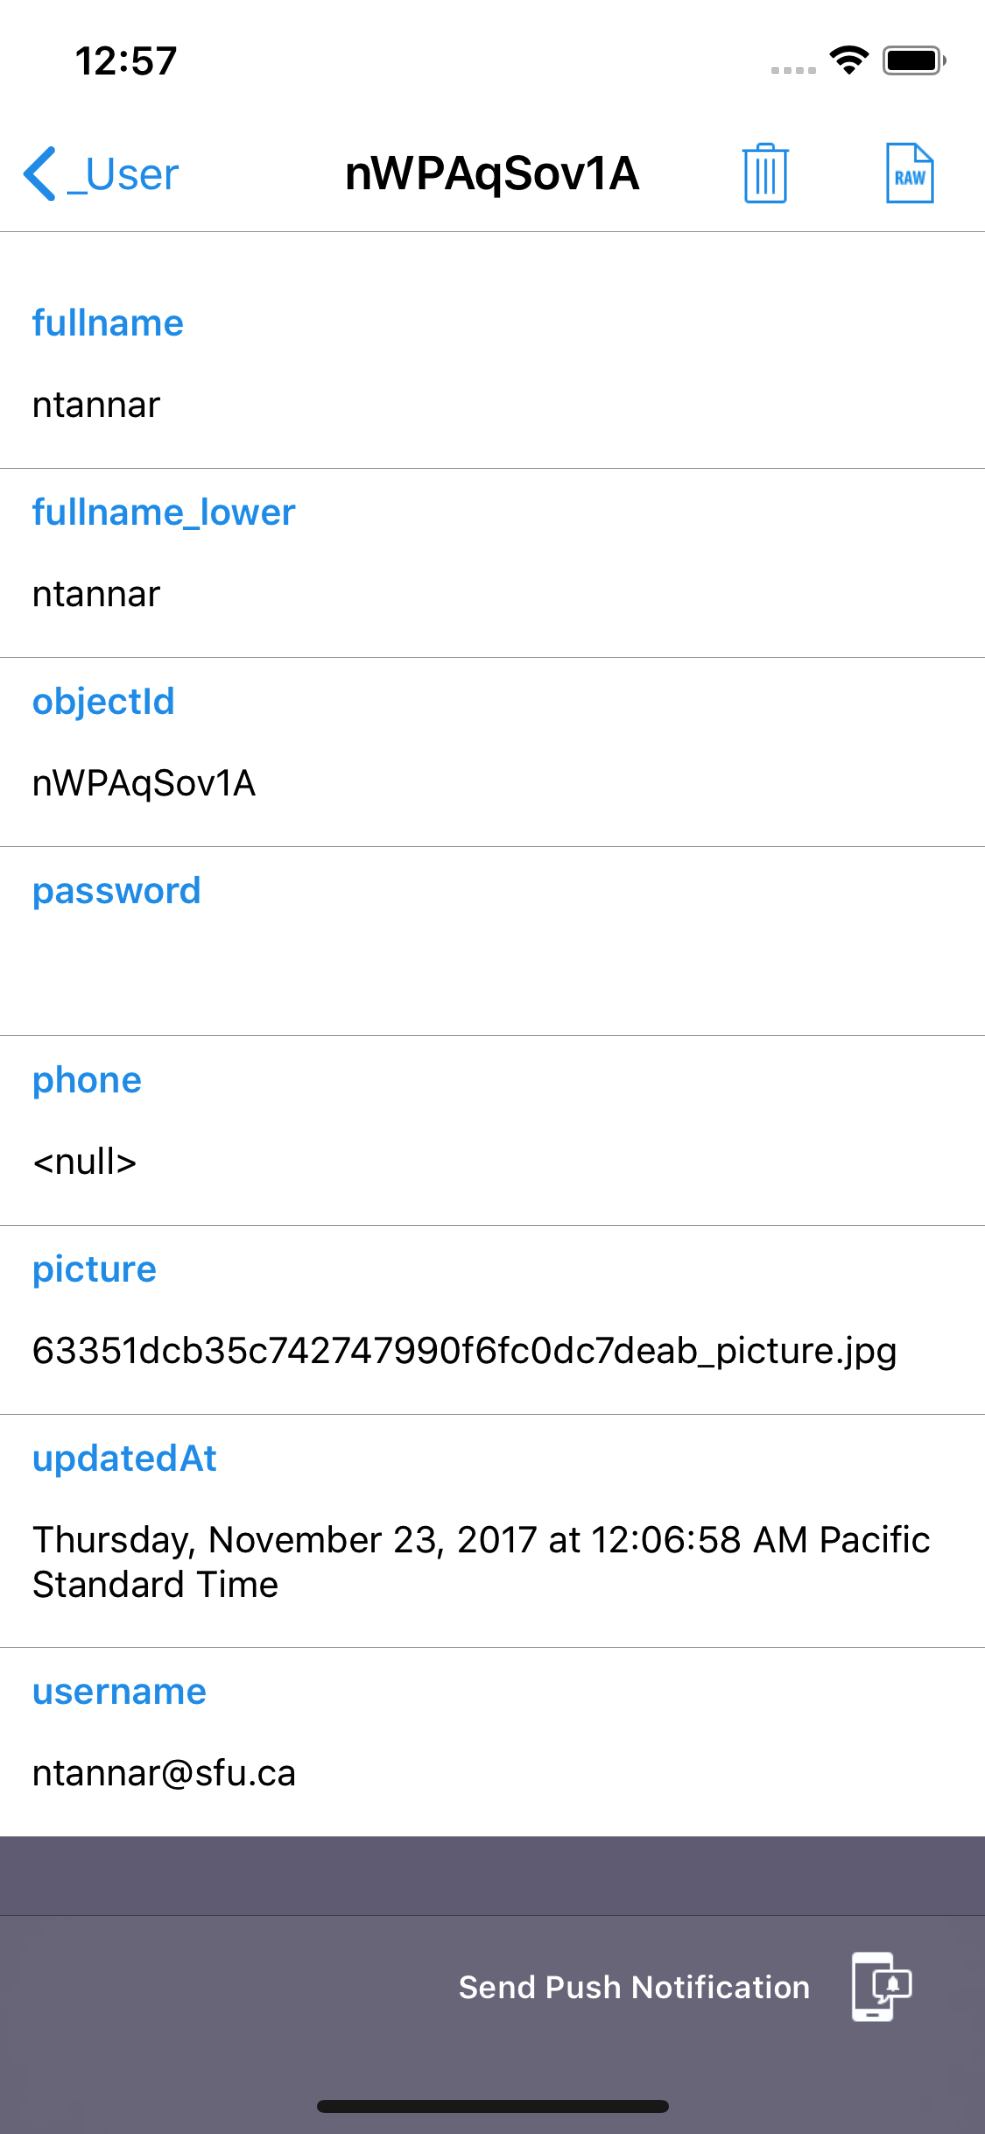 12:57
_User
nWPAqSov1A
RAW
fullname
ntannar
fullname_lower
ntannar
objectId
nWPAqSov1A
password
phone
<null>
picture
63351dcb35c742747990f6fc0dc7deab_picture.jpg
updatedAt
Thursday, November 23, 2017 at 12:06:58 AM Pacific
Standard Time
username
ntannar@sfu.ca
Send Push Notification